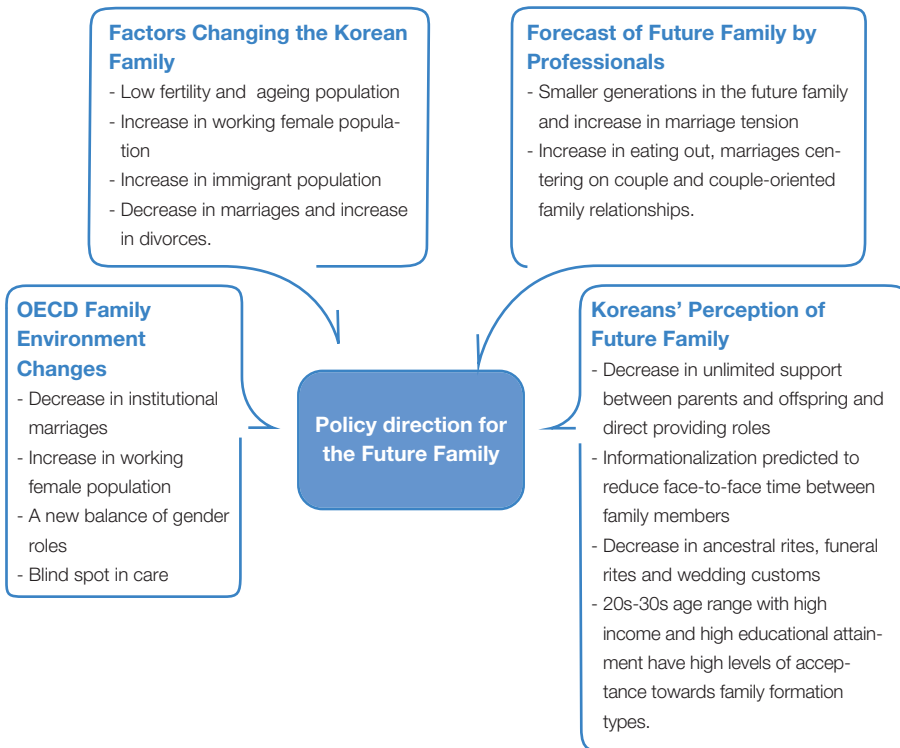 Factors Changing the Korean
Family
- Low fertility and ageing population
- Increase in working female popula-
tion
- Increase in immigrant population
- Decrease in marriages and increase
in divorces.
Forecast of Future Family by
Professionals
- Smaller generations in the future family
and increase in marriage tension
- Increase in eating out, marriages cen-
tering on couple and couple-oriented
family relationships.
OECD Family
Environment
Changes
- Decrease in institutional
marriages
- Increase in working
female population
- A new balance of gender
roles
- Blind spot in care
Policy direction for
the Future Family
Koreans’ Perception of
Future Family
- Decrease in unlimited support
between parents and offspring and
direct providing roles
- Informationalization predicted to
reduce face-to-face time between
family members
- Decrease in ancestral rites, funeral
rites and wedding customs
- 20s-30s age range with high
income and high educational attain-
ment have high levels of accep-
tance towards family formation
types.